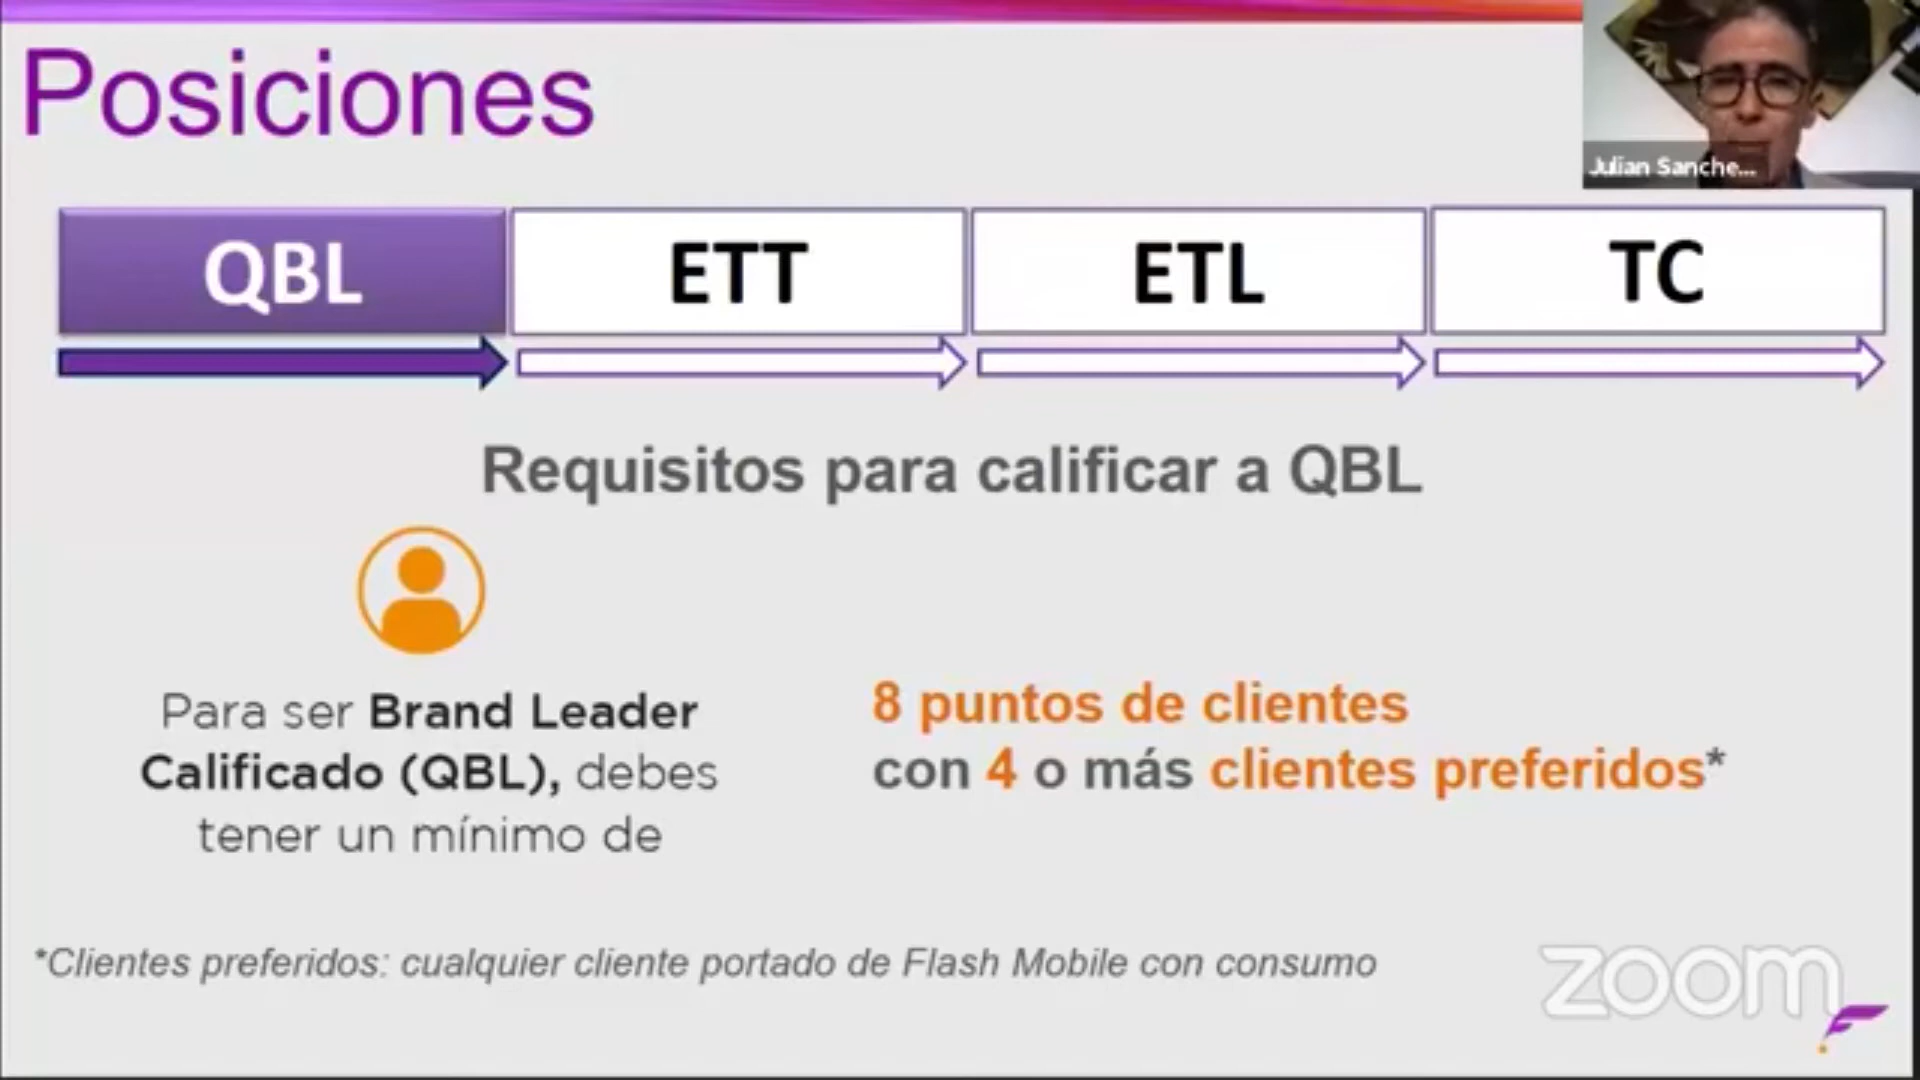 Posiciones
Julian Sanche...
QBL
ETT
ETL
TC
Requisitos para calificar a QBL
Para ser Brand Leader
Calificado (QBL), debes
tener un mínimo de
8 puntos de clientes
con 4 o más clientes preferidos*
*Clientes preferidos: cualquier cliente portado de Flash Mobile con consumo
zoom